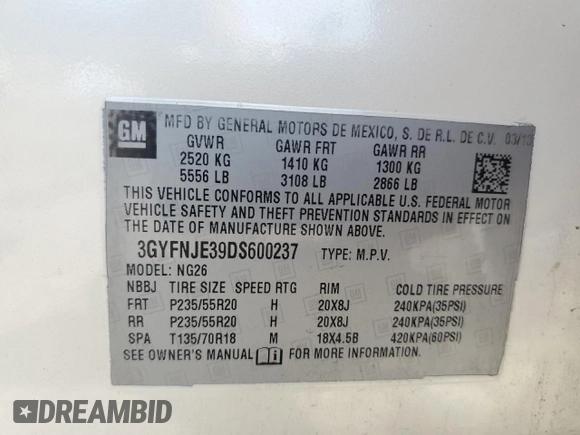 GM MFD BY GENERAL MOTORS DE MEXICO, S. DE R.L. DE C.V. 03/13
GVWR GAWR FRT GAWR RR
2520 KG 1410 KG 1300 KG
5556 LB 3108 LB 2866 LB
THIS VEHICLE CONFORMS TO ALL APPLICABLE U.S. FEDERAL MOTOR
VEHICLE SAFETY AND THEFT PREVENTION STANDARDS IN EFFECT ON
THE DATE OF MANUFACTURE SHOWN ABOVE.
3GYFNJE39DS600237 TYPE: M.P.V.
MODEL: NG26
NBBJ TIRE SIZE SPEED RTG RIM COLD TIRE PRESSURE
FRT P235/55R20 H 20X8J 240KPA(35PSI)
RR P235/55R20 H 20X8J 240KPA(35PSI)
SPA T135/70R18 M 18X4.5B 420KPA(60PSI)
SEE OWNER'S MANUAL FOR MORE INFORMATION.
DREAMBID